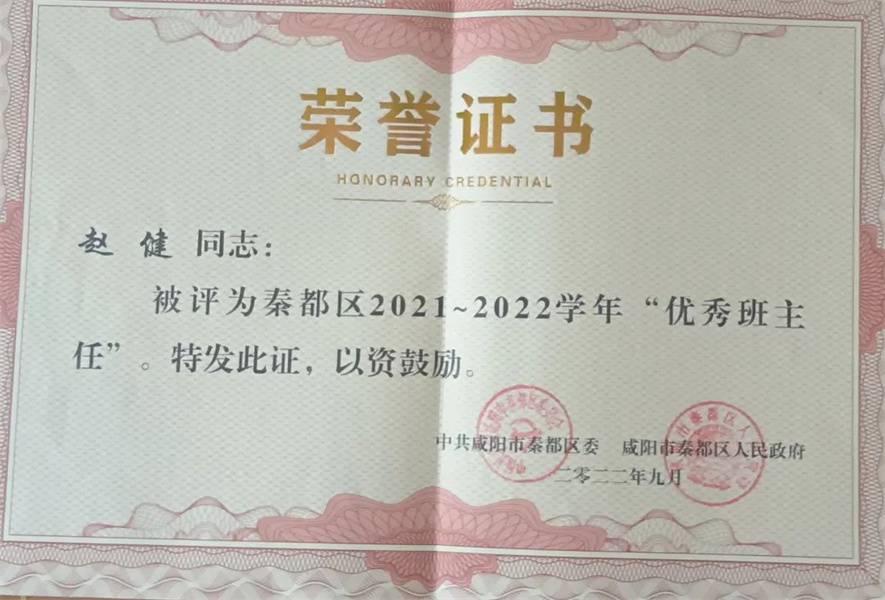 荣誉证书
HONORARY CREDENTIAL
赵 健 同志：
被评为秦都区2021~2022学年“优秀班主
任”。特发此证，以资鼓励。
中共咸阳市秦都区委 咸阳市秦都区人民政府
二零二二年九月